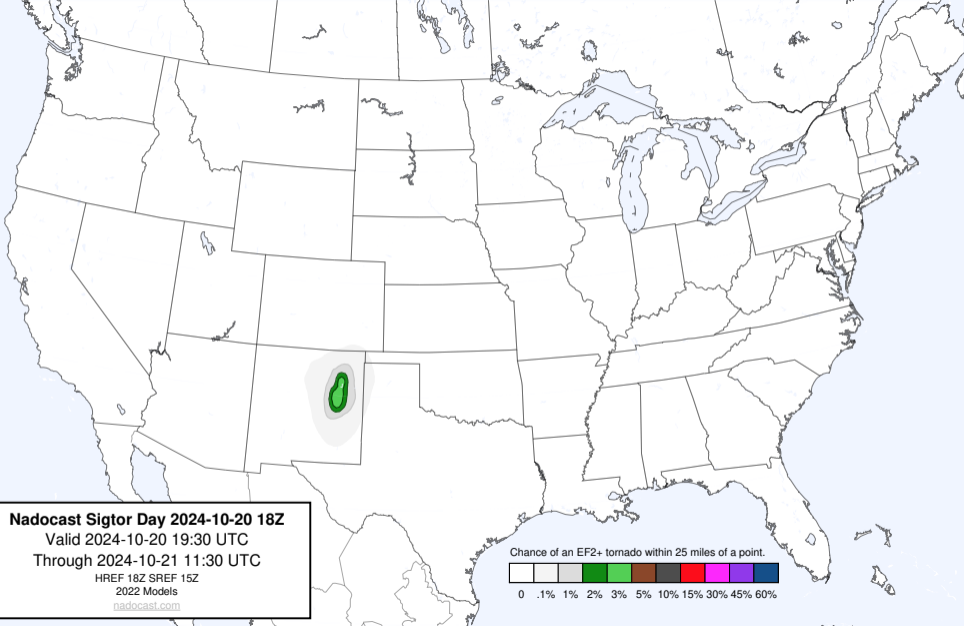 Nadocast Sigtor Day 2024-10-20 18Z
Valid 2024-10-20 19:30 UTC
Through 2024-10-21 11:30 UTC
HREF 18Z SREF 15Z
2022 Models
nadocast.com
Chance of an EF2+ tornado within 25 miles of a point.
0 .1% 1% 2% 3% 5% 10% 15% 30% 45% 60%